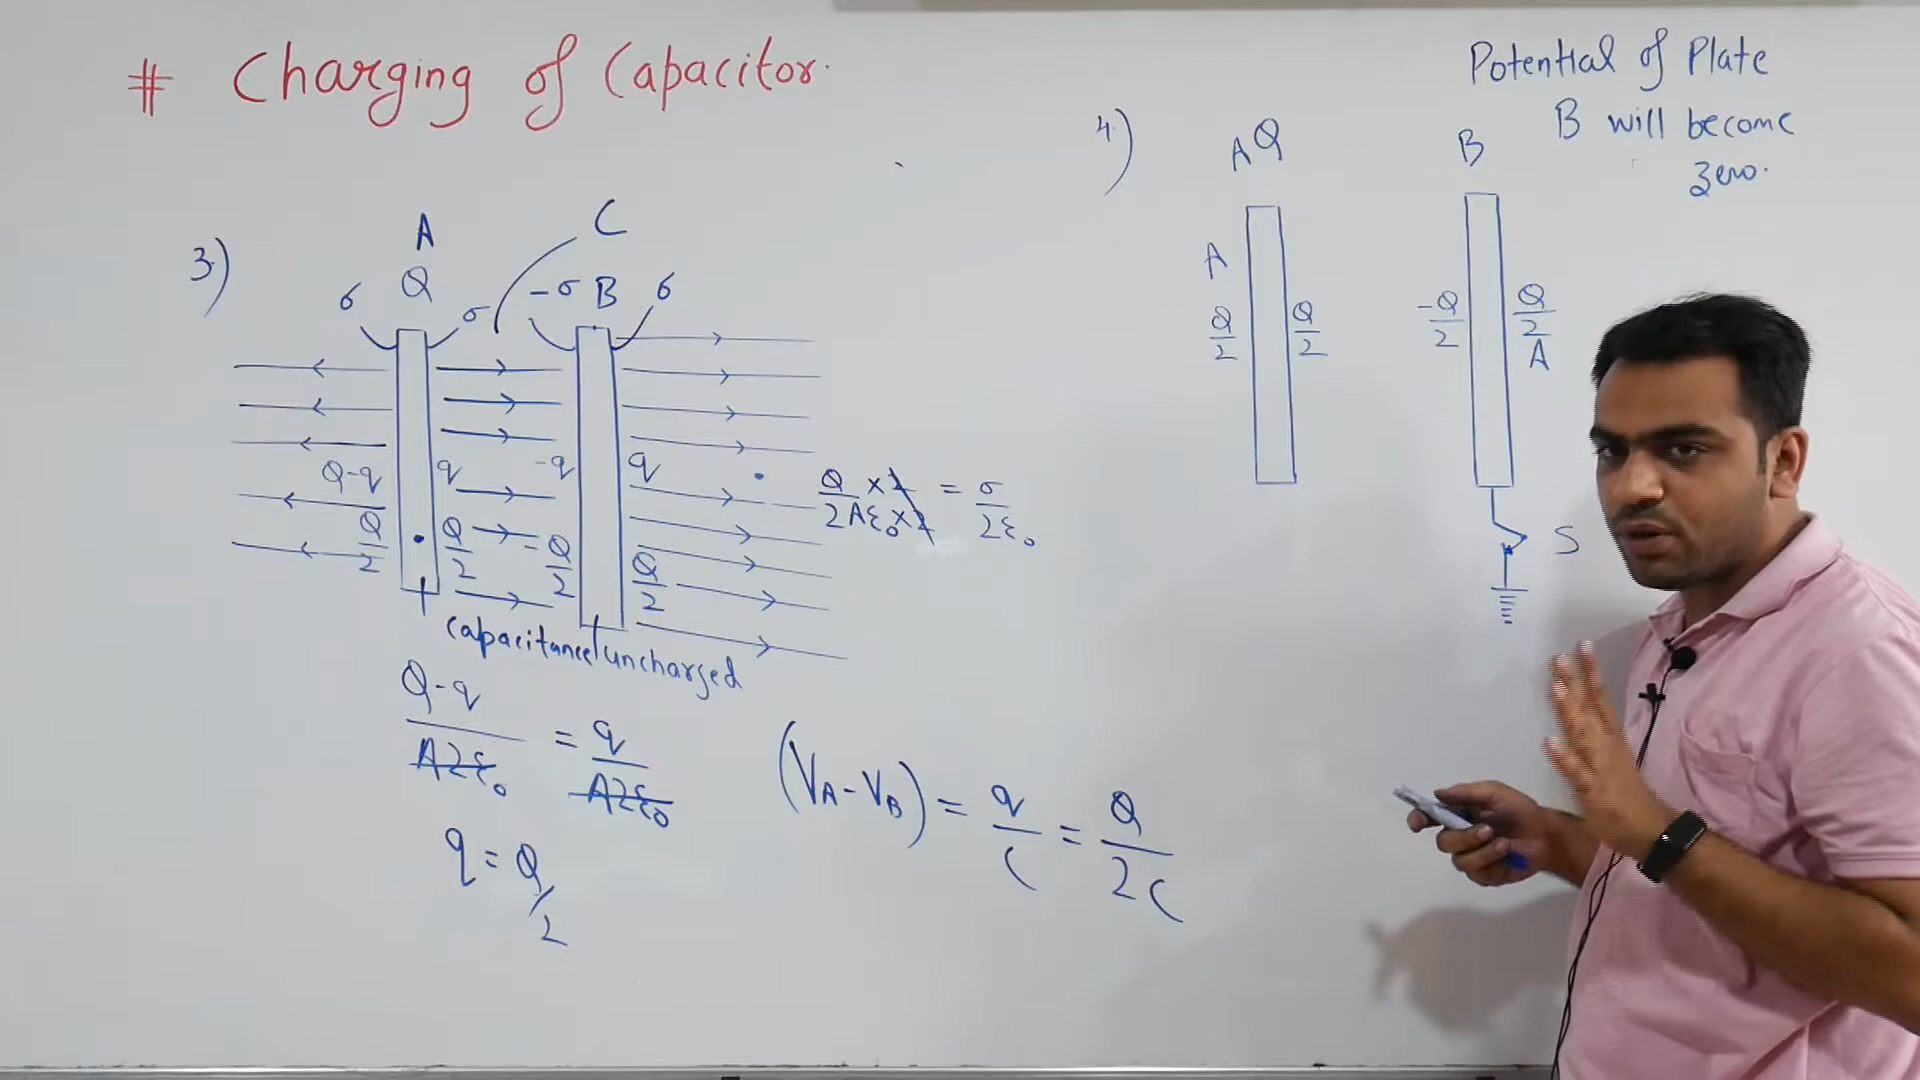 # Charging of Capacitor.
3)
A
Q
C
σ
σ
-σ
B
σ
Q-q
q
-q
q
Q/2
Q/2
-Q/2
Q/2
Q×2/2Aε₀×2 = σ/2ε₀
Capacitance
uncharged
Q-q/A2ε₀ = q/A2ε₀
q = Q/2
(V_A - V_B) = q/C = Q/2C
4)
A Q
B
Potential of Plate
B will become
zero.
A
Q/2
Q/2
-Q/2
Q/2
A
S